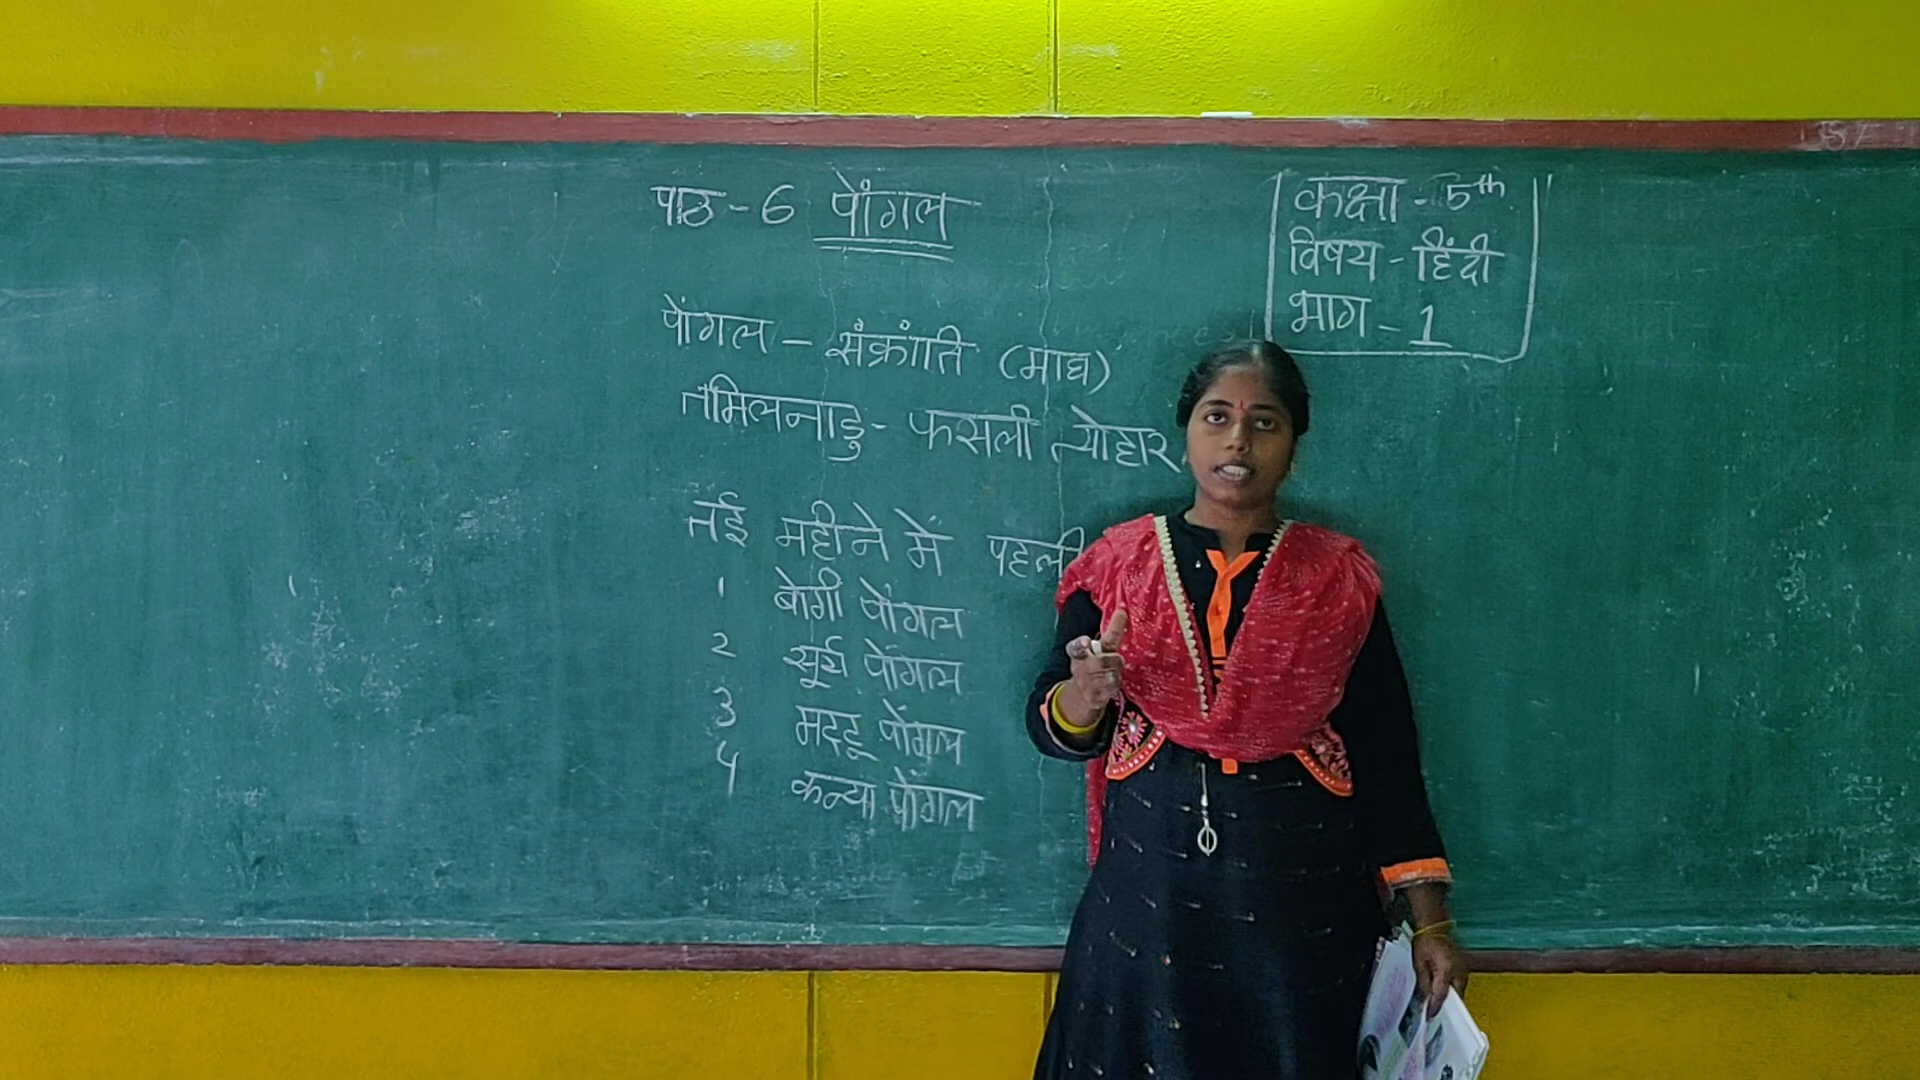 पाठ - 6 पोंगल
कक्षा - 5th.
विषय - हिंदी
भाग - 1
पोंगल - संक्रांति (माघ)
तमिलनाडु - फसली त्योहार
नई महीने में पहली
1 बोगी पोंगल
2 सूर्य पोंगल
3 मददू पोंगल
4 कन्या पोंगल